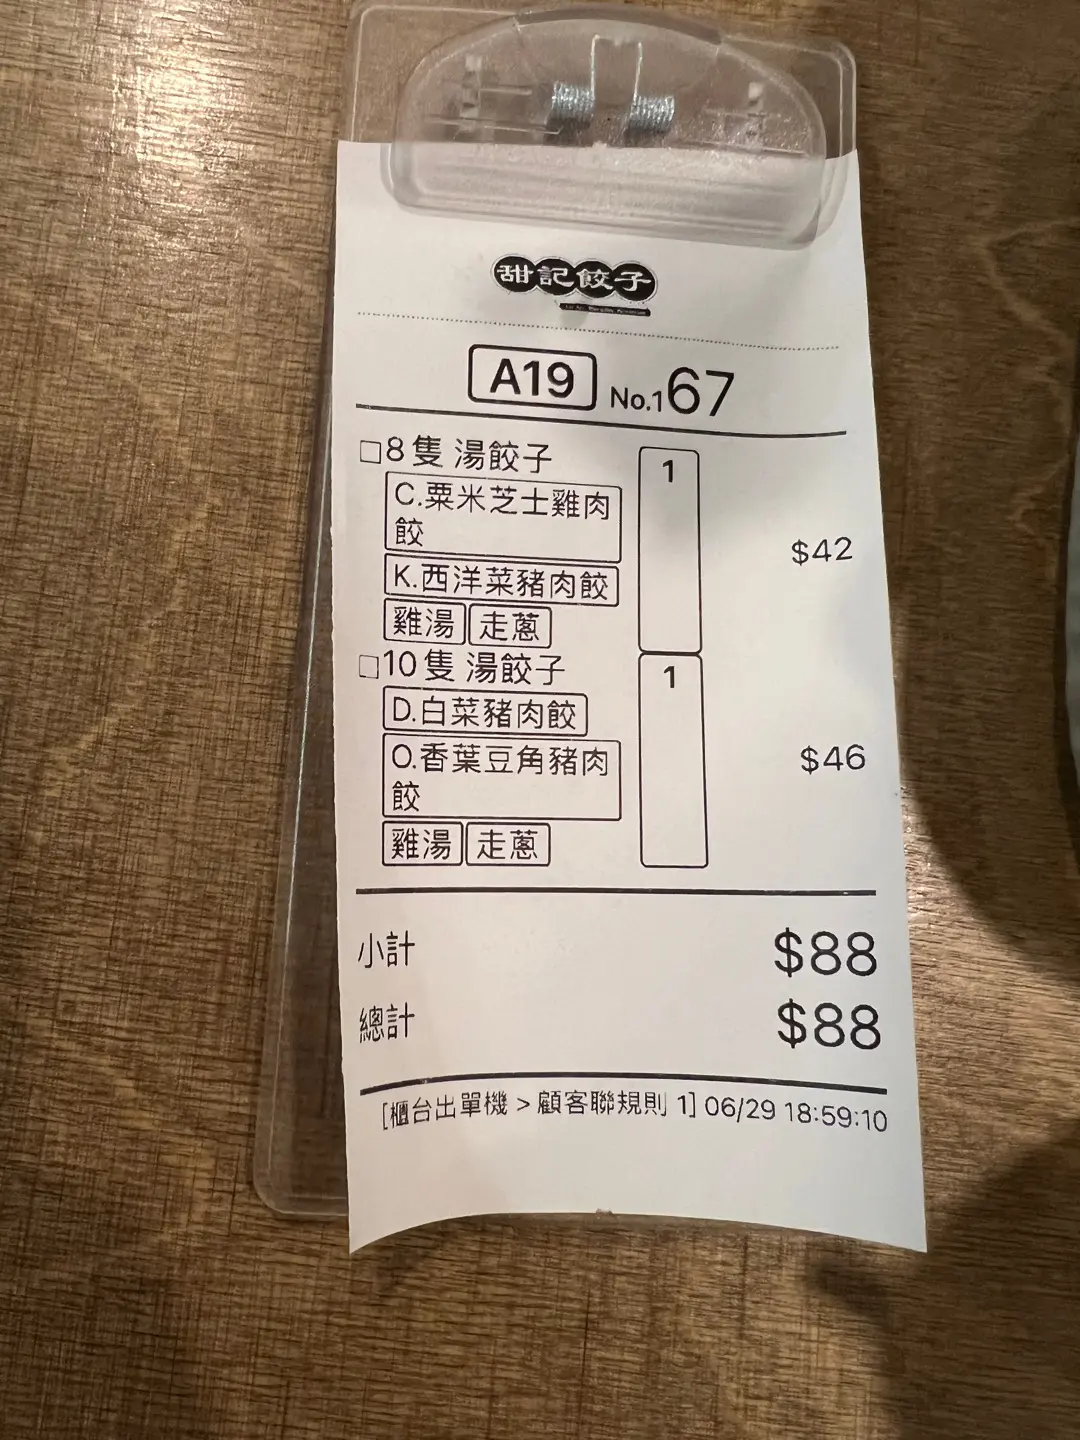 甜記餃子
A19 No.167
□8隻 湯餃子 1
C.粟米芝士雞肉
餃
$42
K.西洋菜豬肉餃
雞湯 走蔥
□10隻 湯餃子 1
D.白菜豬肉餃
O.香葉豆角豬肉
餃
$46
雞湯 走蔥
小計 $88
總計 $88
[櫃台出單機 > 顧客聯規則 1] 06/29 18:59:10